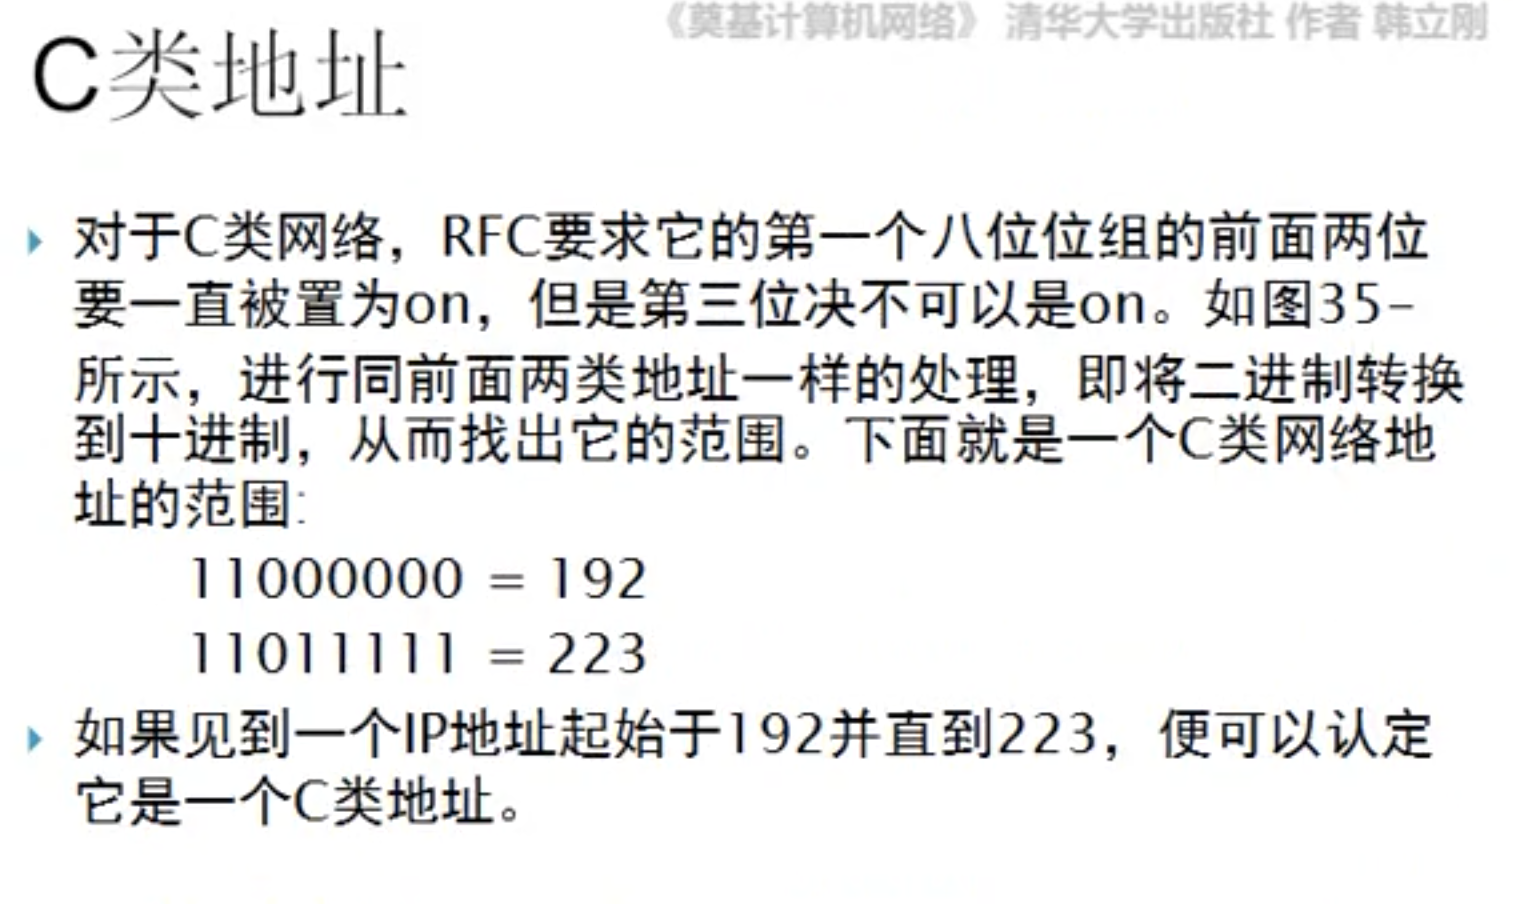 《奠基计算机网络》 清华大学出版社 作者 韩立刚
C类地址
对于C类网络，RFC要求它的第一个八位位组的前面两位
要一直被置为on，但是第三位决不可以是on。如图35-
所示，进行同前面两类地址一样的处理，即将二进制转换
到十进制，从而找出它的范围。下面就是一个C类网络地
址的范围:
11000000 = 192
11011111 = 223
如果见到一个IP地址起始于192并直到223，便可以认定
它是一个C类地址。